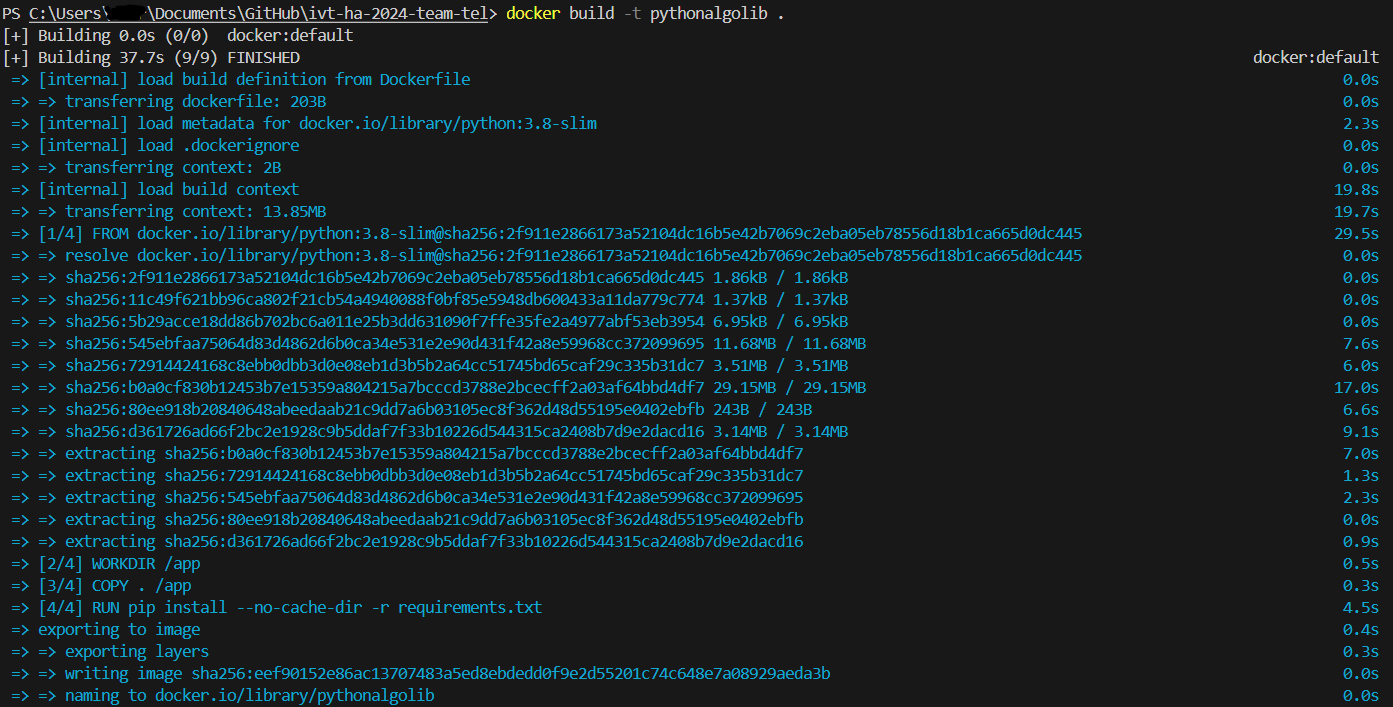 PS C:\Users\ \Documents\GitHub\ivt-ha-2024-team-tel> docker build -t pythonalgolib .
[+] Building 0.0s (0/0)  docker:default
[+] Building 37.7s (9/9) FINISHED docker:default
=> [internal] load build definition from Dockerfile 0.0s
=> => transferring dockerfile: 203B 0.0s
=> [internal] load metadata for docker.io/library/python:3.8-slim 2.3s
=> [internal] load .dockerignore 0.0s
=> => transferring context: 2B 0.0s
=> [internal] load build context 19.8s
=> => transferring context: 13.85MB 19.7s
=> [1/4] FROM docker.io/library/python:3.8-slim@sha256:2f911e2866173a52104dc16b5e42b7069c2eba05eb78556d18b1ca665d0dc445 29.5s
=> => resolve docker.io/library/python:3.8-slim@sha256:2f911e2866173a52104dc16b5e42b7069c2eba05eb78556d18b1ca665d0dc445 0.0s
=> => sha256:2f911e2866173a52104dc16b5e42b7069c2eba05eb78556d18b1ca665d0dc445 1.86kB / 1.86kB 0.0s
=> => sha256:11c49f621bb96ca802f21cb54a4940088f0bf85e5948db600433a11da779c774 1.37kB / 1.37kB 0.0s
=> => sha256:5b29acce18dd86b702bc6a011e25b3dd631090f7ffe35fe2a4977abf53eb3954 6.95kB / 6.95kB 0.0s
=> => sha256:545ebfaa75064d83d4862d6b0ca34e531e2e90d431f42a8e59968cc372099695 11.68MB / 11.68MB 7.6s
=> => sha256:72914424168c8ebb0dbb3d0e08eb1d3b5b2a64cc51745bd65caf29c335b31dc7 3.51MB / 3.51MB 6.0s
=> => sha256:b0a0cf830b12453b7e15359a804215a7bcccd3788e2bcecff2a03af64bbd4df7 29.15MB / 29.15MB 17.0s
=> => sha256:80ee918b20840648abeedaab21c9dd7a6b03105ec8f362d48d55195e0402ebfb 243B / 243B 6.6s
=> => sha256:d361726ad66f2bc2e1928c9b5ddaf7f33b10226d544315ca2408b7d9e2dacd16 3.14MB / 3.14MB 9.1s
=> => extracting sha256:b0a0cf830b12453b7e15359a804215a7bcccd3788e2bcecff2a03af64bbd4df7 7.0s
=> => extracting sha256:72914424168c8ebb0dbb3d0e08eb1d3b5b2a64cc51745bd65caf29c335b31dc7 1.3s
=> => extracting sha256:545ebfaa75064d83d4862d6b0ca34e531e2e90d431f42a8e59968cc372099695 2.3s
=> => extracting sha256:80ee918b20840648abeedaab21c9dd7a6b03105ec8f362d48d55195e0402ebfb 0.0s
=> => extracting sha256:d361726ad66f2bc2e1928c9b5ddaf7f33b10226d544315ca2408b7d9e2dacd16 0.9s
=> [2/4] WORKDIR /app 0.5s
=> [3/4] COPY . /app 0.3s
=> [4/4] RUN pip install --no-cache-dir -r requirements.txt 4.5s
=> exporting to image 0.4s
=> => exporting layers 0.3s
=> => writing image sha256:eef90152e86ac13707483a5ed8ebdedd0f9e2d55201c74c648e7a08929aeda3b 0.0s
=> => naming to docker.io/library/pythonalgolib 0.0s